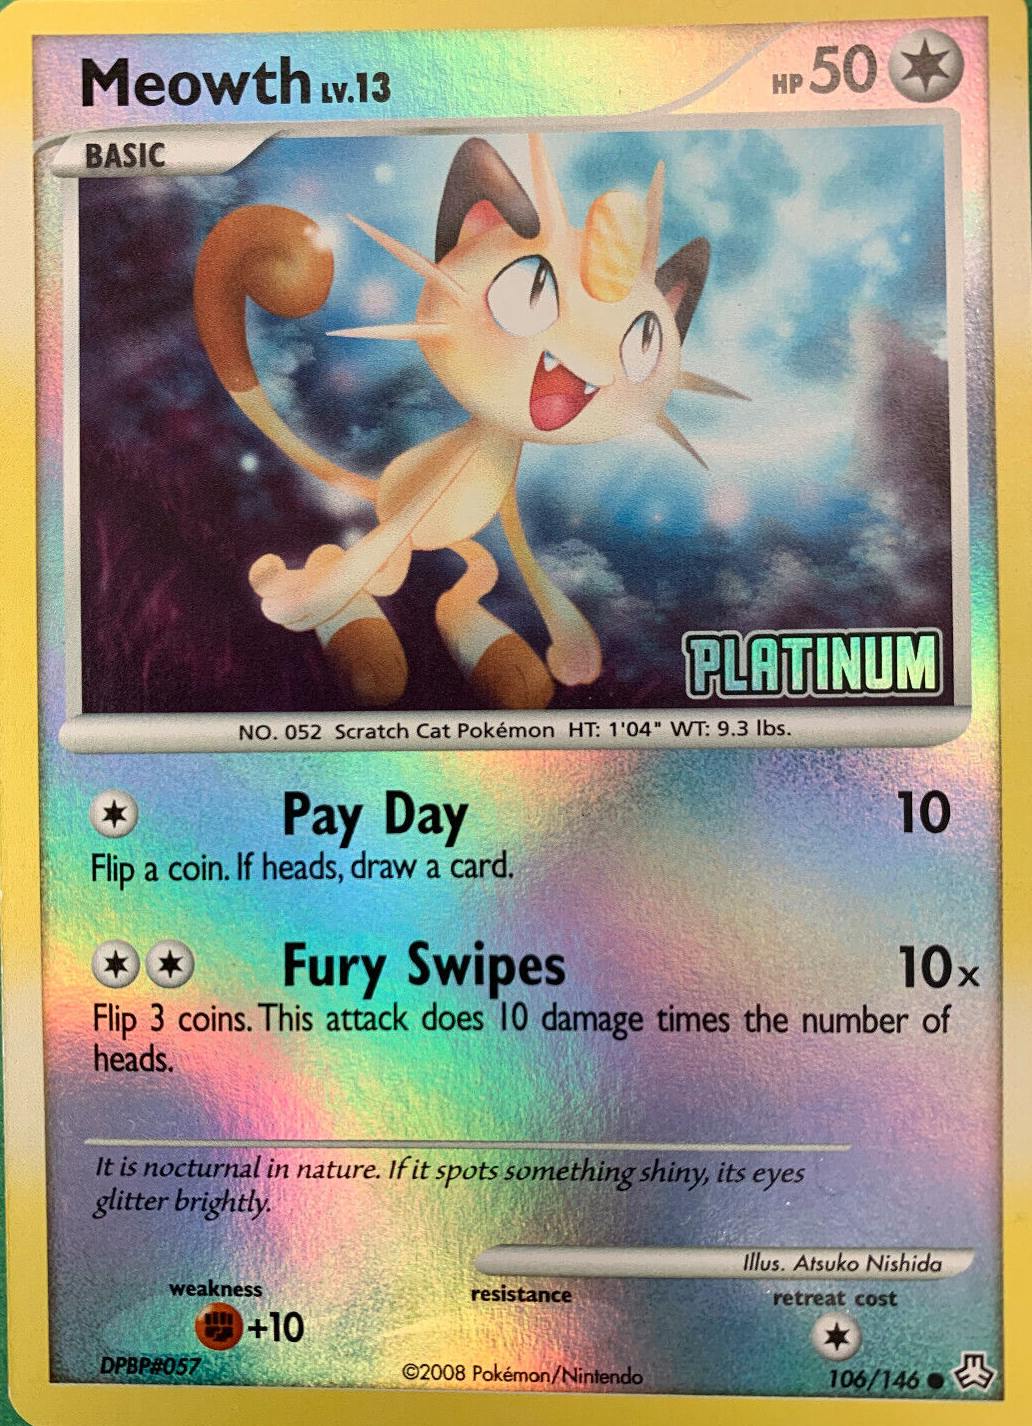 Meowth LV.13
HP 50
BASIC
PLATINUM
NO. 052 Scratch Cat Pokémon HT: 1'04" WT: 9.3 lbs.
Pay Day 10
Flip a coin. If heads, draw a card.
Fury Swipes 10x
Flip 3 coins. This attack does 10 damage times the number of
heads.
It is nocturnal in nature. If it spots something shiny, its eyes
glitter brightly.
Illus. Atsuko Nishida
weakness resistance retreat cost
+10
DPBP#057 ©2008 Pokémon/Nintendo 106/146